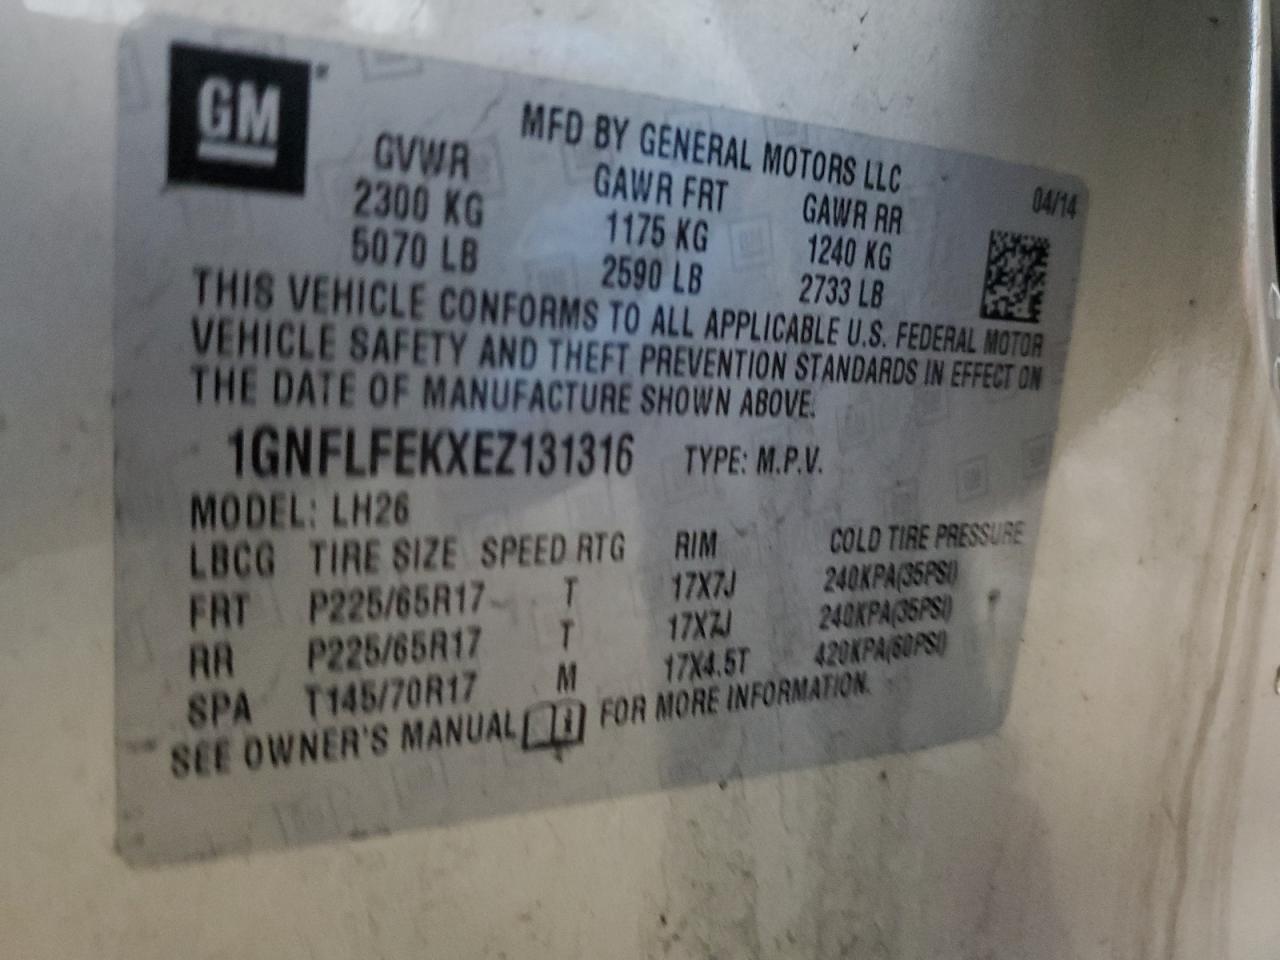 GM
MFD BY GENERAL MOTORS LLC
04/14
GVWR GAWR FRT GAWR RR
2300 KG 1175 KG 1240 KG
5070 LB 2590 LB 2733 LB
THIS VEHICLE CONFORMS TO ALL APPLICABLE U.S. FEDERAL MOTOR
VEHICLE SAFETY AND THEFT PREVENTION STANDARDS IN EFFECT ON
THE DATE OF MANUFACTURE SHOWN ABOVE.
1GNFLFEKXEZ131316 TYPE: M.P.V.
MODEL: LH26
LBCG TIRE SIZE SPEED RTG RIM COLD TIRE PRESSURE
FRT P225/65R17 T 17X7J 240KPA(35PSI)
RR P225/65R17 T 17X7J 240KPA(35PSI)
SPA T145/70R17 M 17X4.5T 420KPA(60PSI)
SEE OWNER'S MANUAL i FOR MORE INFORMATION.